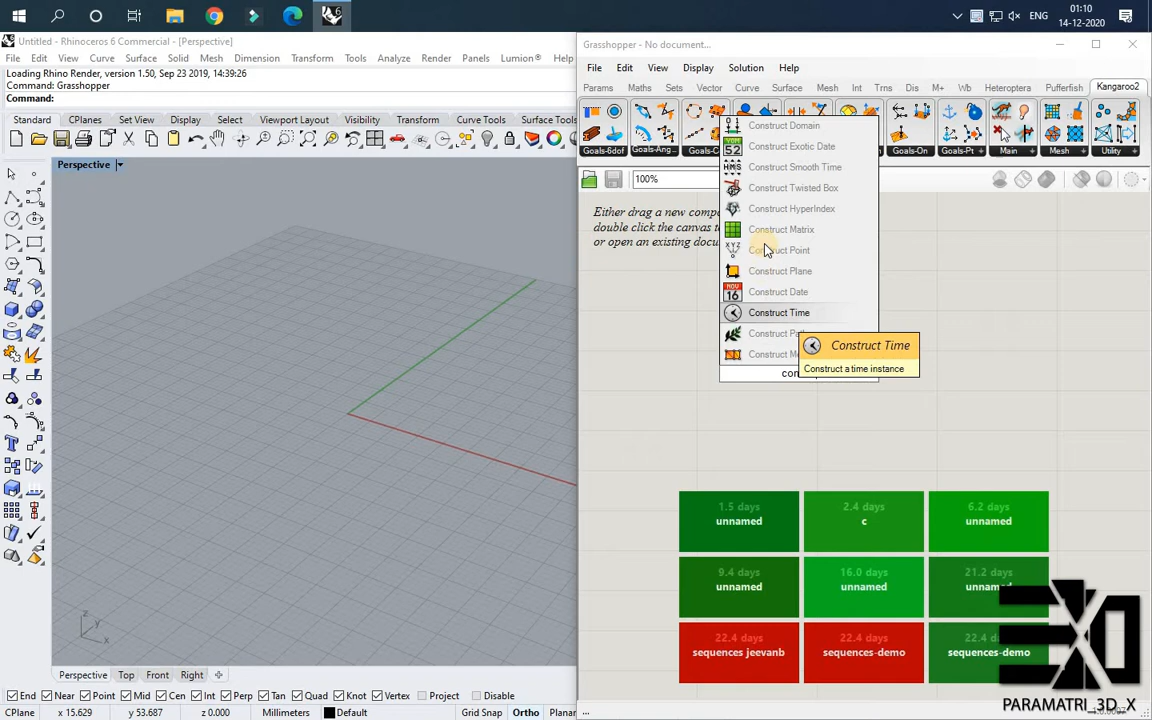 01:10
ENG
14-12-2020
Untitled - Rhinoceros 6 Commercial - [Perspective]
File Edit View Curve Surface Solid Mesh Dimension Transform Tools Analyze Render Panels Lumion® Help
Loading Rhino Render, version 1.50, Sep 23 2019, 14:39:26
Command: Grasshopper
Command:
Standard CPlanes Set View Display Select Viewport Layout Visibility Transform Curve Tools Surface Tools
Perspective
z
y
x
Perspective Top Front Right
End Near Point Mid Cen Int Perp Tan Quad Knot Vertex Project Disable
CPlane x 15.629 y 53.687 z 0.000 Millimeters Default Grid Snap Ortho Planar
Grasshopper - No document...
File Edit View Display Solution Help
Params Maths Sets Vector Curve Surface Mesh Int Trns Dis M+ Wb Heteroptera Pufferfish Kangaroo2
Goals-6dof Goals-Ang... Goals-On Goals-Pt Main Mesh Utility
100%
Either drag a new
double click the canvas
or open an existing
Construct Domain
Construct Exotic Date
Construct Smooth Time
Construct Twisted Box
Construct HyperIndex
Construct Matrix
Construct Point
Construct Plane
Construct Date
Construct Time
Construct
Construct
Construct Time
Construct a time instance
1.5 days
unnamed
2.4 days
c
6.2 days
unnamed
9.4 days
unnamed
16.0 days
unnamed
21.2 days
unnamed
22.4 days
sequences jeevanb
22.4 days
sequences-demo
22.4
sequences-demo
PARAMATRI_3D_X